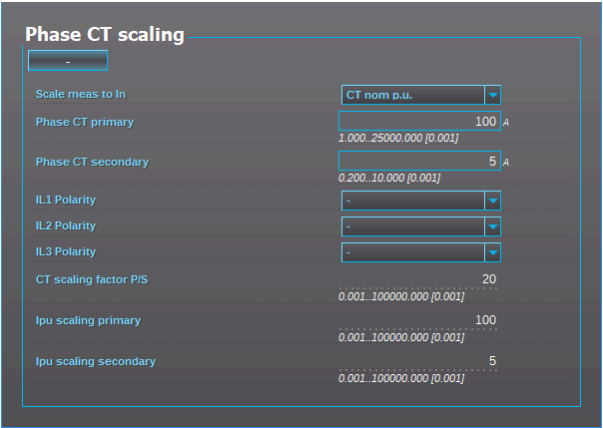 Phase CT scaling
-
Scale meas to In CT nom p.u.
Phase CT primary 100 A
1.000..25000.000 [0.001]
Phase CT secondary 5 A
0.200..10.000 [0.001]
IL1 Polarity -
IL2 Polarity -
IL3 Polarity -
CT scaling factor P/S 20
0.001..100000.000 [0.001]
Ipu scaling primary 100
0.001..100000.000 [0.001]
Ipu scaling secondary 5
0.001..100000.000 [0.001]